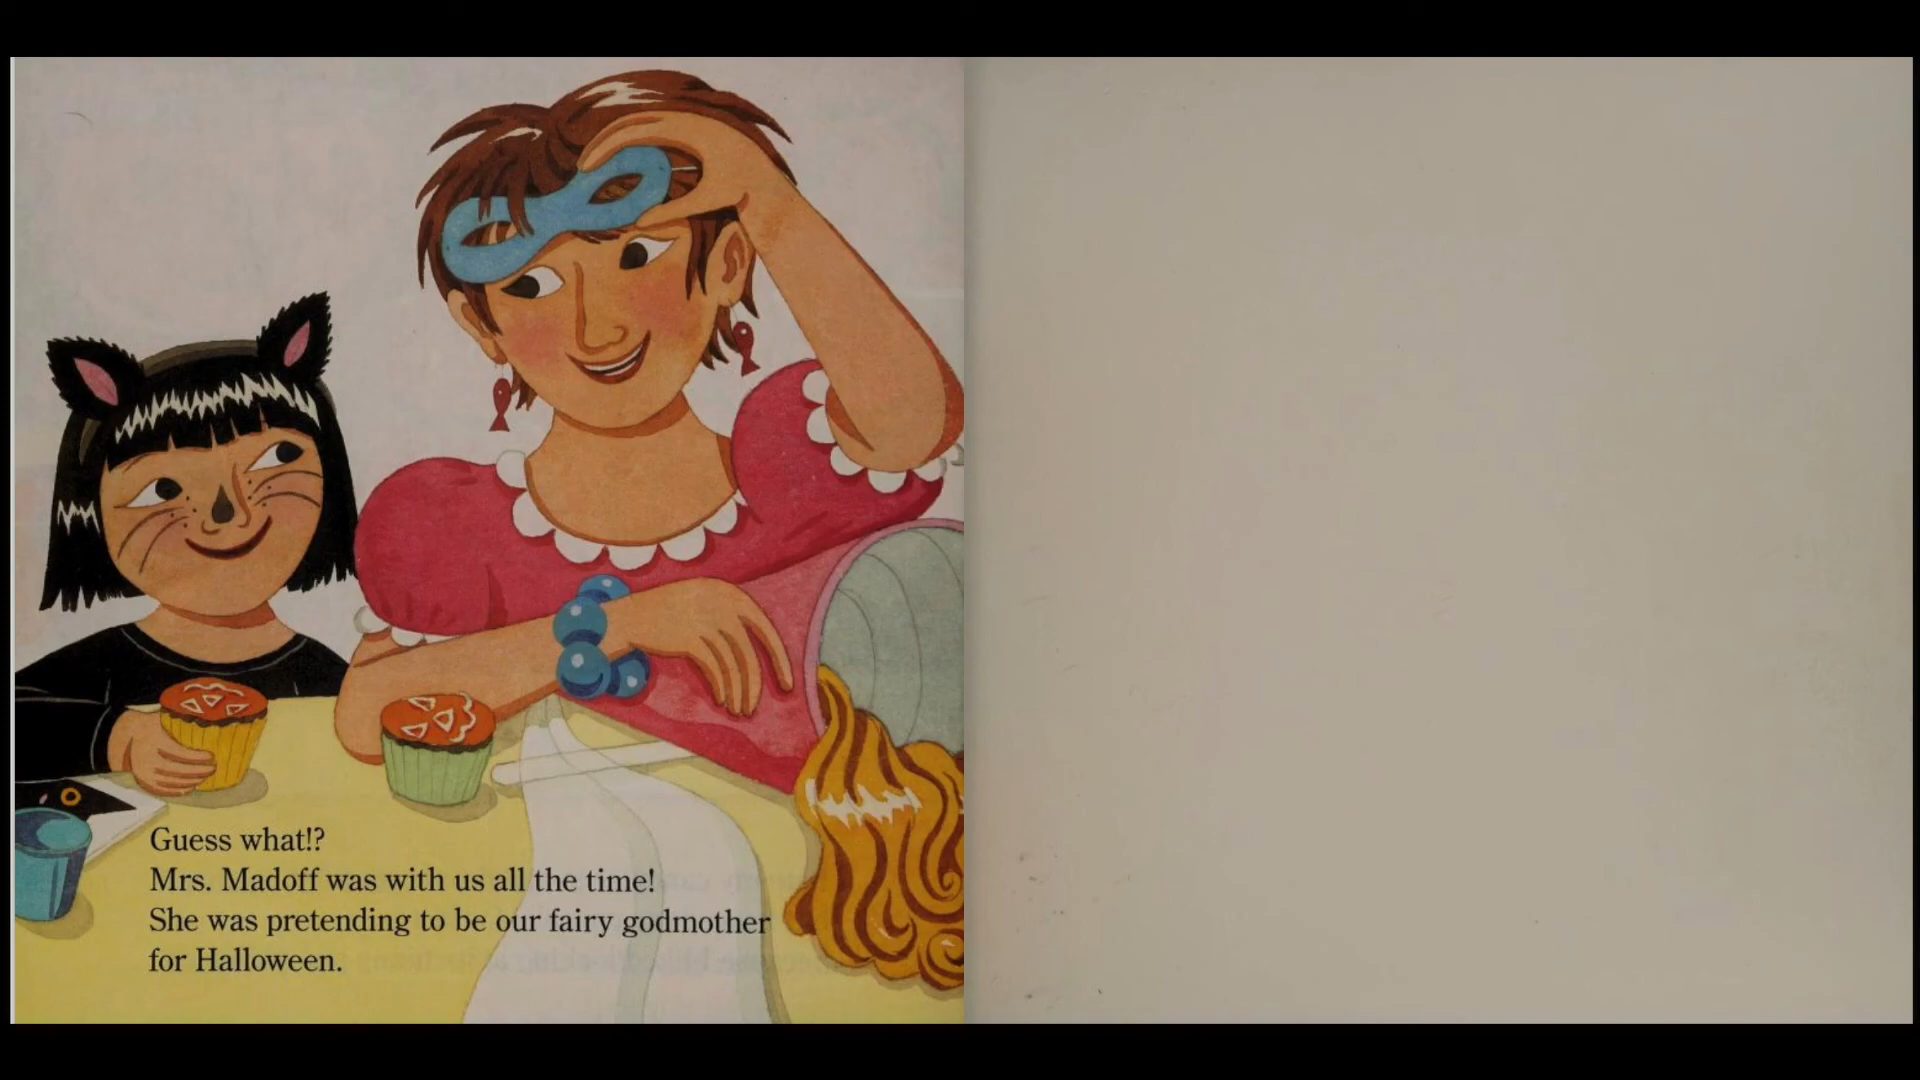 Guess what!?
Mrs. Madoff was with us all the time!
She was pretending to be our fairy godmother
for Halloween.